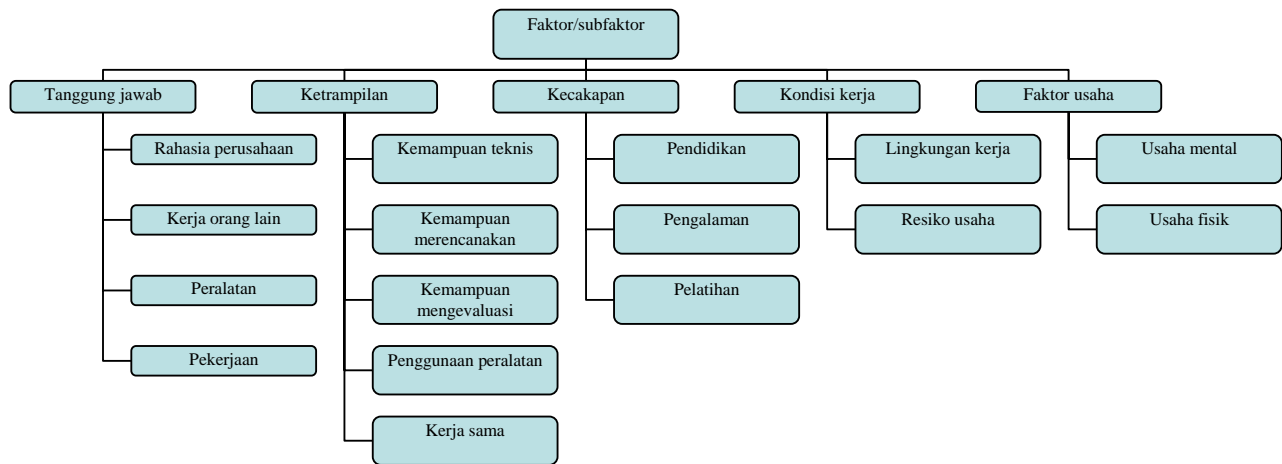 Faktor/subfaktor
Tanggung jawab
Ketrampilan
Kecakapan
Kondisi kerja
Faktor usaha
Rahasia perusahaan
Kerja orang lain
Peralatan
Pekerjaan
Kemampuan teknis
Kemampuan
merencanakan
Kemampuan
mengevaluasi
Penggunaan peralatan
Kerja sama
Pendidikan
Pengalaman
Pelatihan
Lingkungan kerja
Resiko usaha
Usaha mental
Usaha fisik